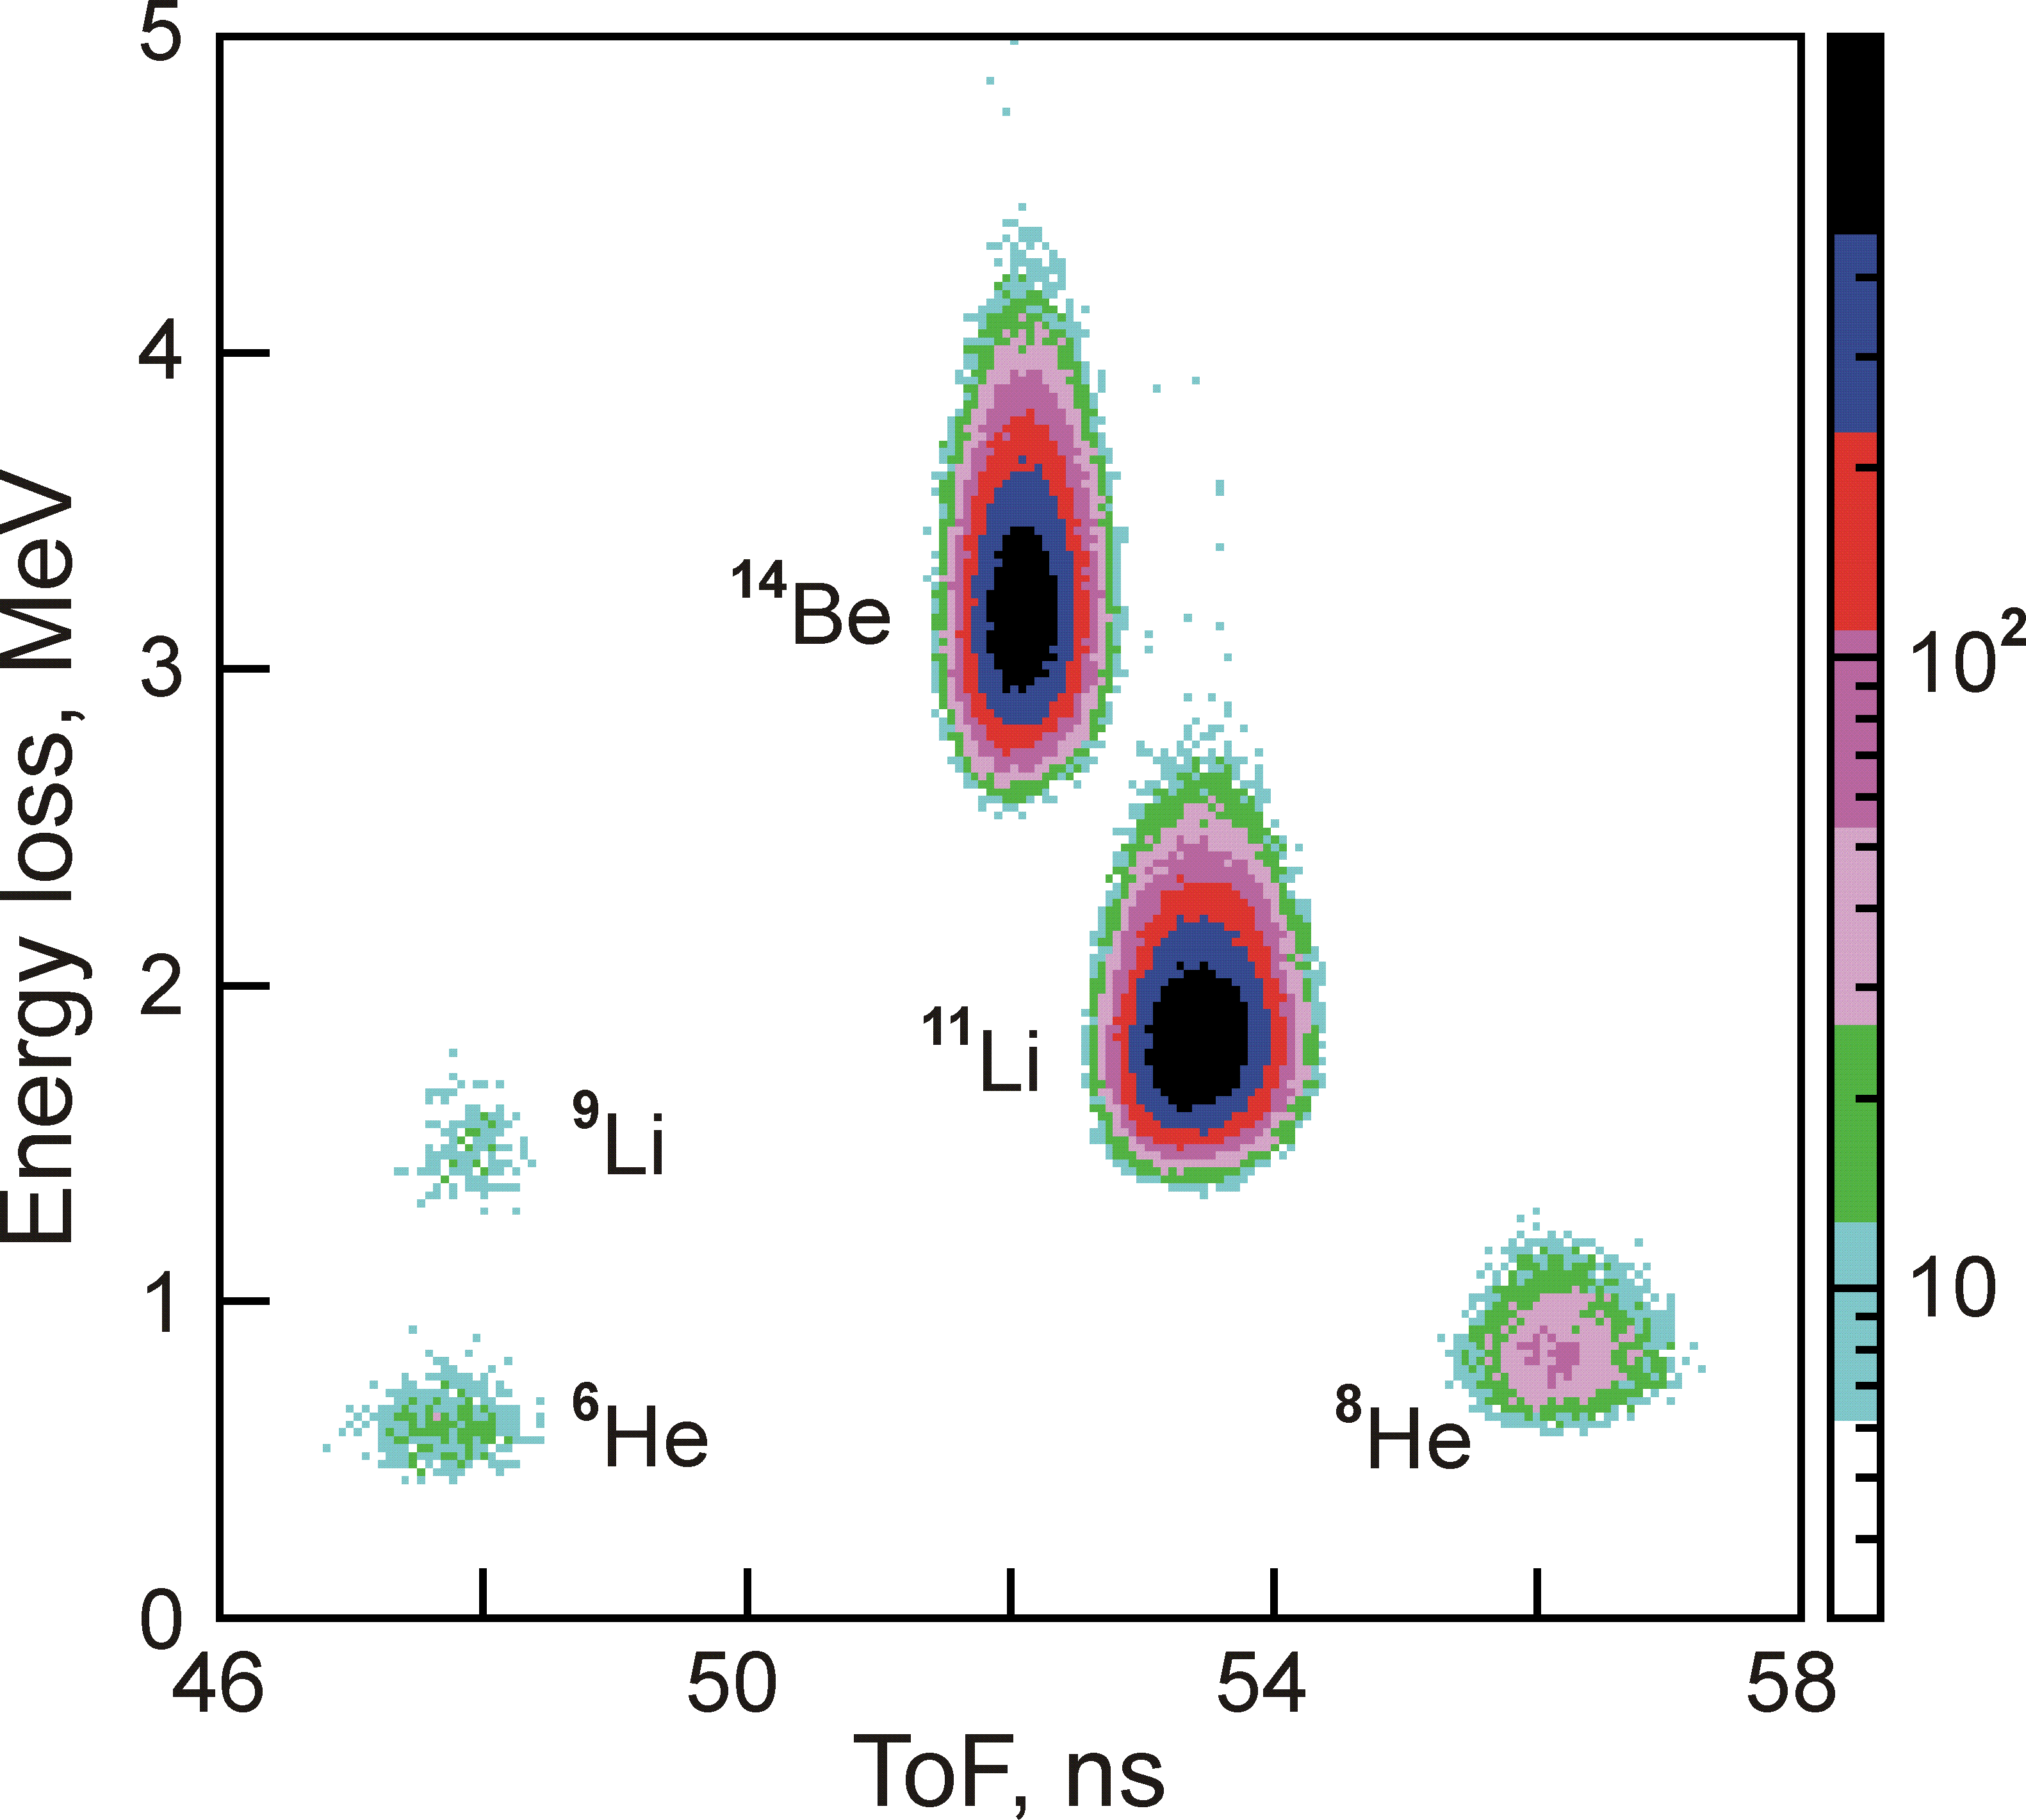 5
4
3
2
1
0
Energy loss, MeV
¹⁴Be
¹¹Li
⁹Li
⁶He
⁸He
10²
10
46 50 54 58
ToF, ns